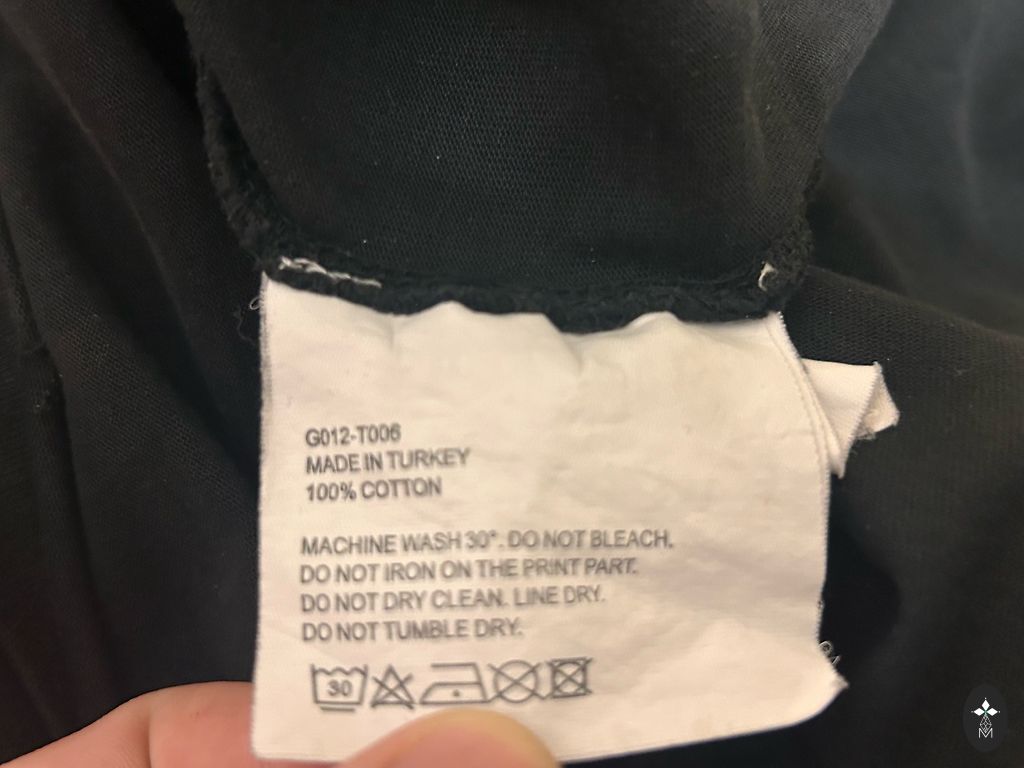 G012-T006
MADE IN TURKEY
100% COTTON
MACHINE WASH 30°. DO NOT BLEACH.
DO NOT IRON ON THE PRINT PART.
DO NOT DRY CLEAN. LINE DRY.
DO NOT TUMBLE DRY.
30
M